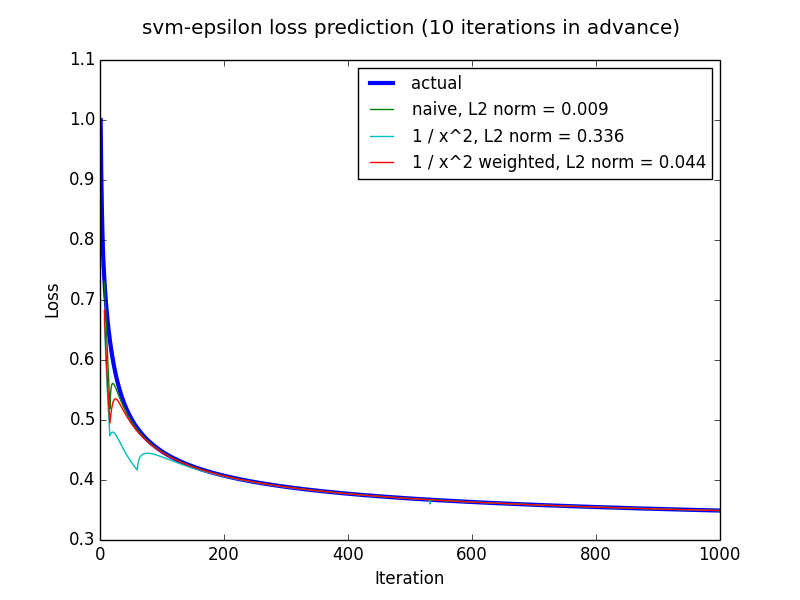 svm-epsilon loss prediction (10 iterations in advance)
1.1
1.0
0.9
0.8
0.7
0.6
0.5
0.4
0.3
Loss
actual
naive, L2 norm = 0.009
1 / x^2, L2 norm = 0.336
1 / x^2 weighted, L2 norm = 0.044
0 200 400 600 800 1000
Iteration